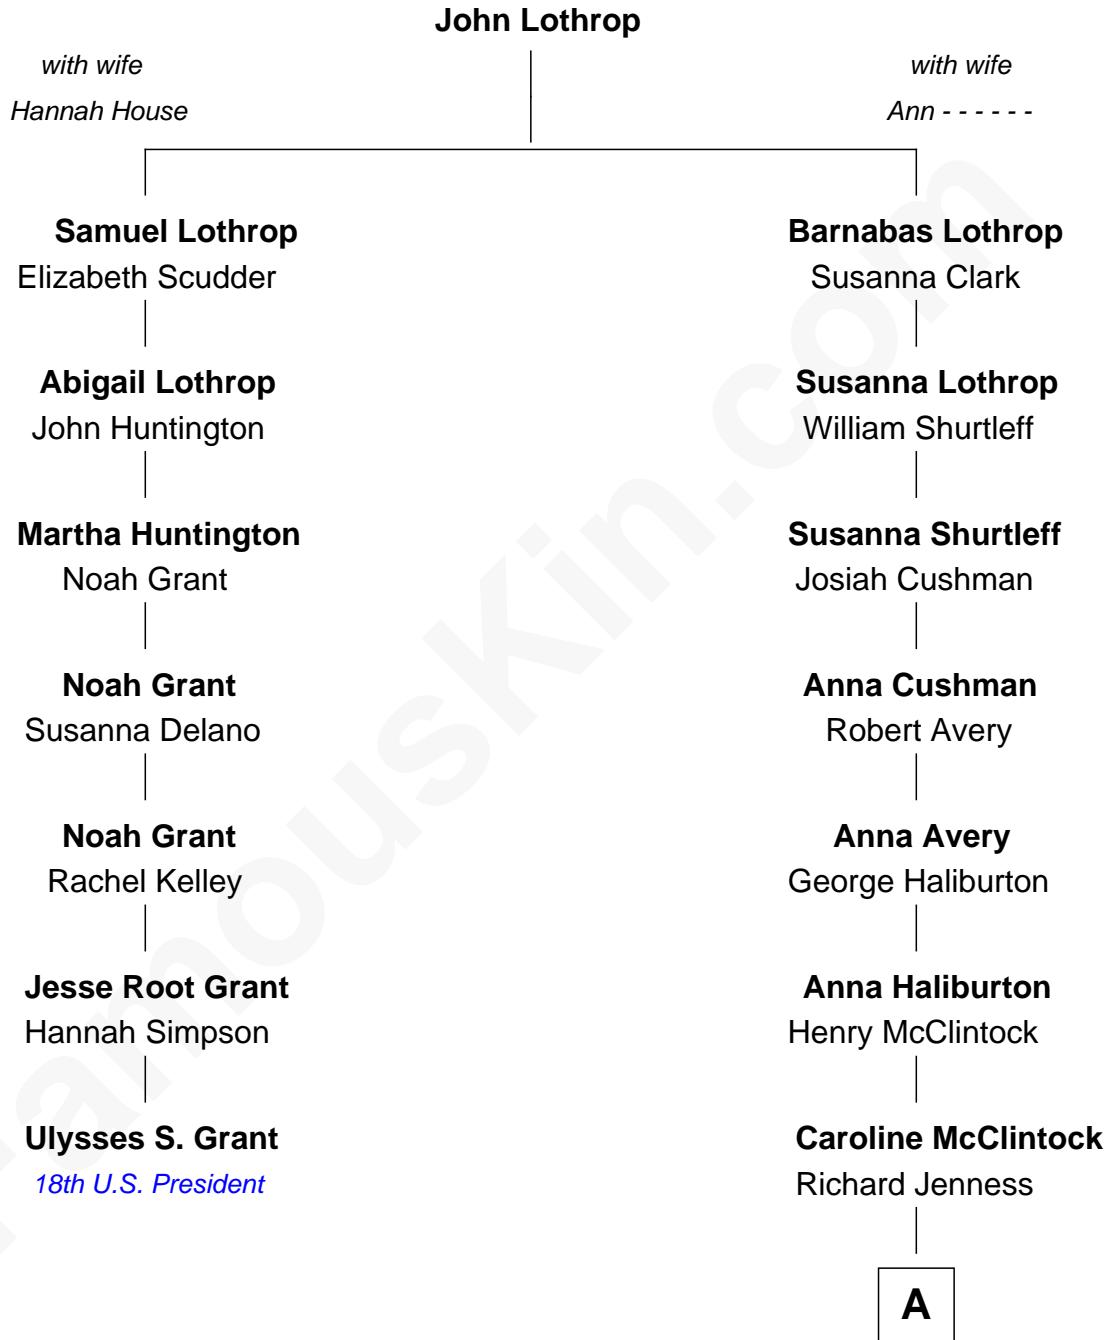 John Lothrop
with wife
Hannah House
with wife
Ann - - - - - -
Samuel Lothrop
Elizabeth Scudder
Barnabas Lothrop
Susanna Clark
Abigail Lothrop
John Huntington
Susanna Lothrop
William Shurtleff
Martha Huntington
Noah Grant
Susanna Shurtleff
Josiah Cushman
Noah Grant
Susanna Delano
Anna Cushman
Robert Avery
Noah Grant
Rachel Kelley
Anna Avery
George Haliburton
Jesse Root Grant
Hannah Simpson
Anna Haliburton
Henry McClintock
Ulysses S. Grant
18th U.S. President
Caroline McClintock
Richard Jenness
A
FamousKin.com